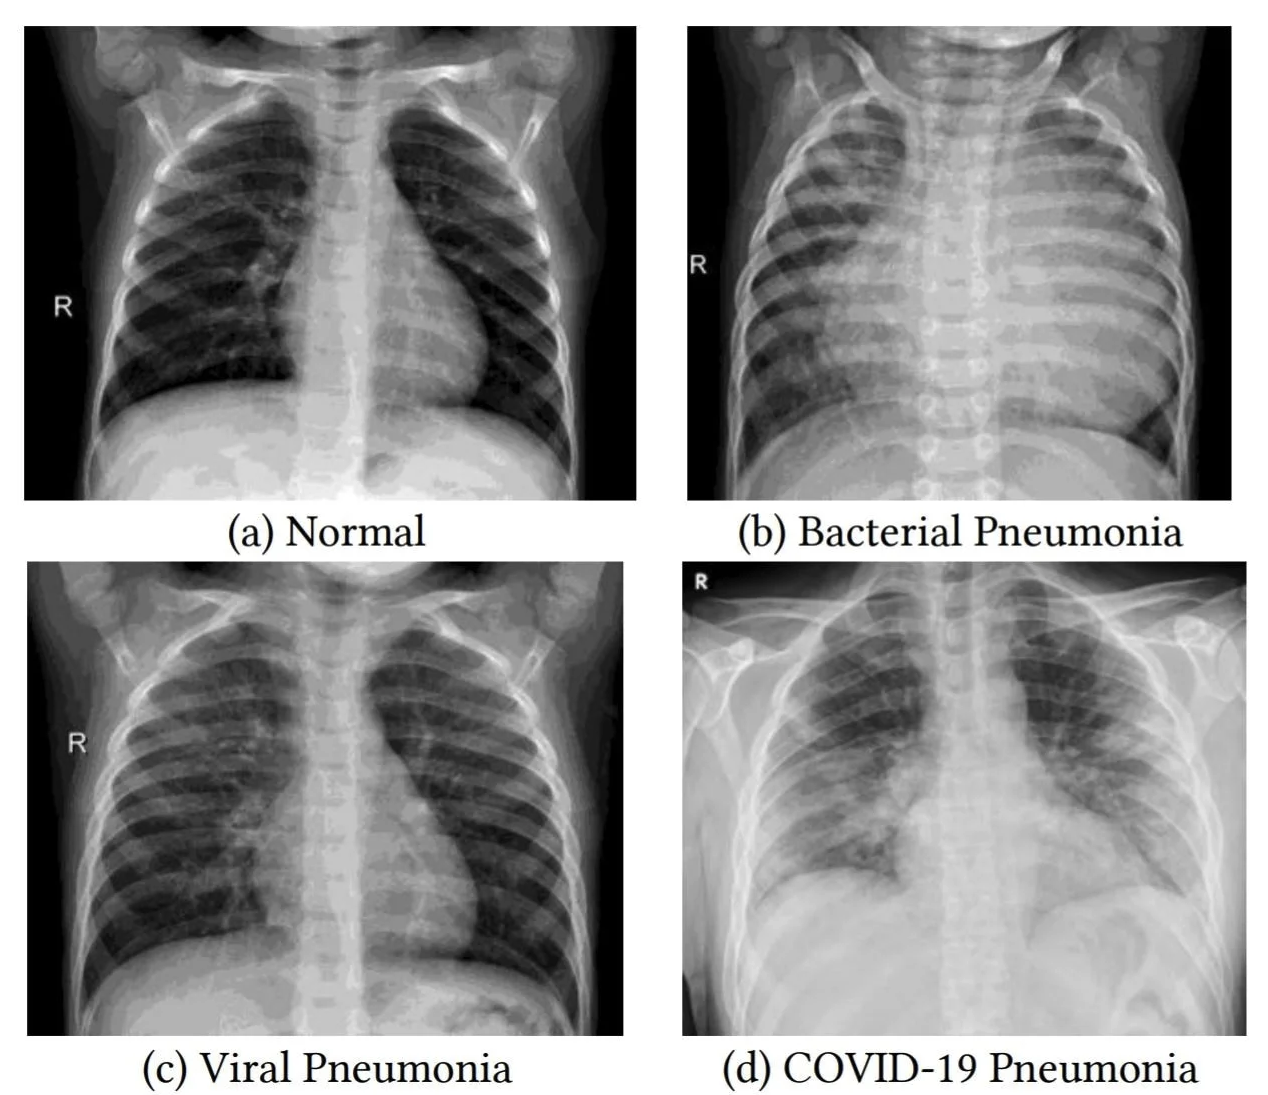 R
R
(a) Normal
(b) Bacterial Pneumonia
R
R
(c) Viral Pneumonia
(d) COVID-19 Pneumonia